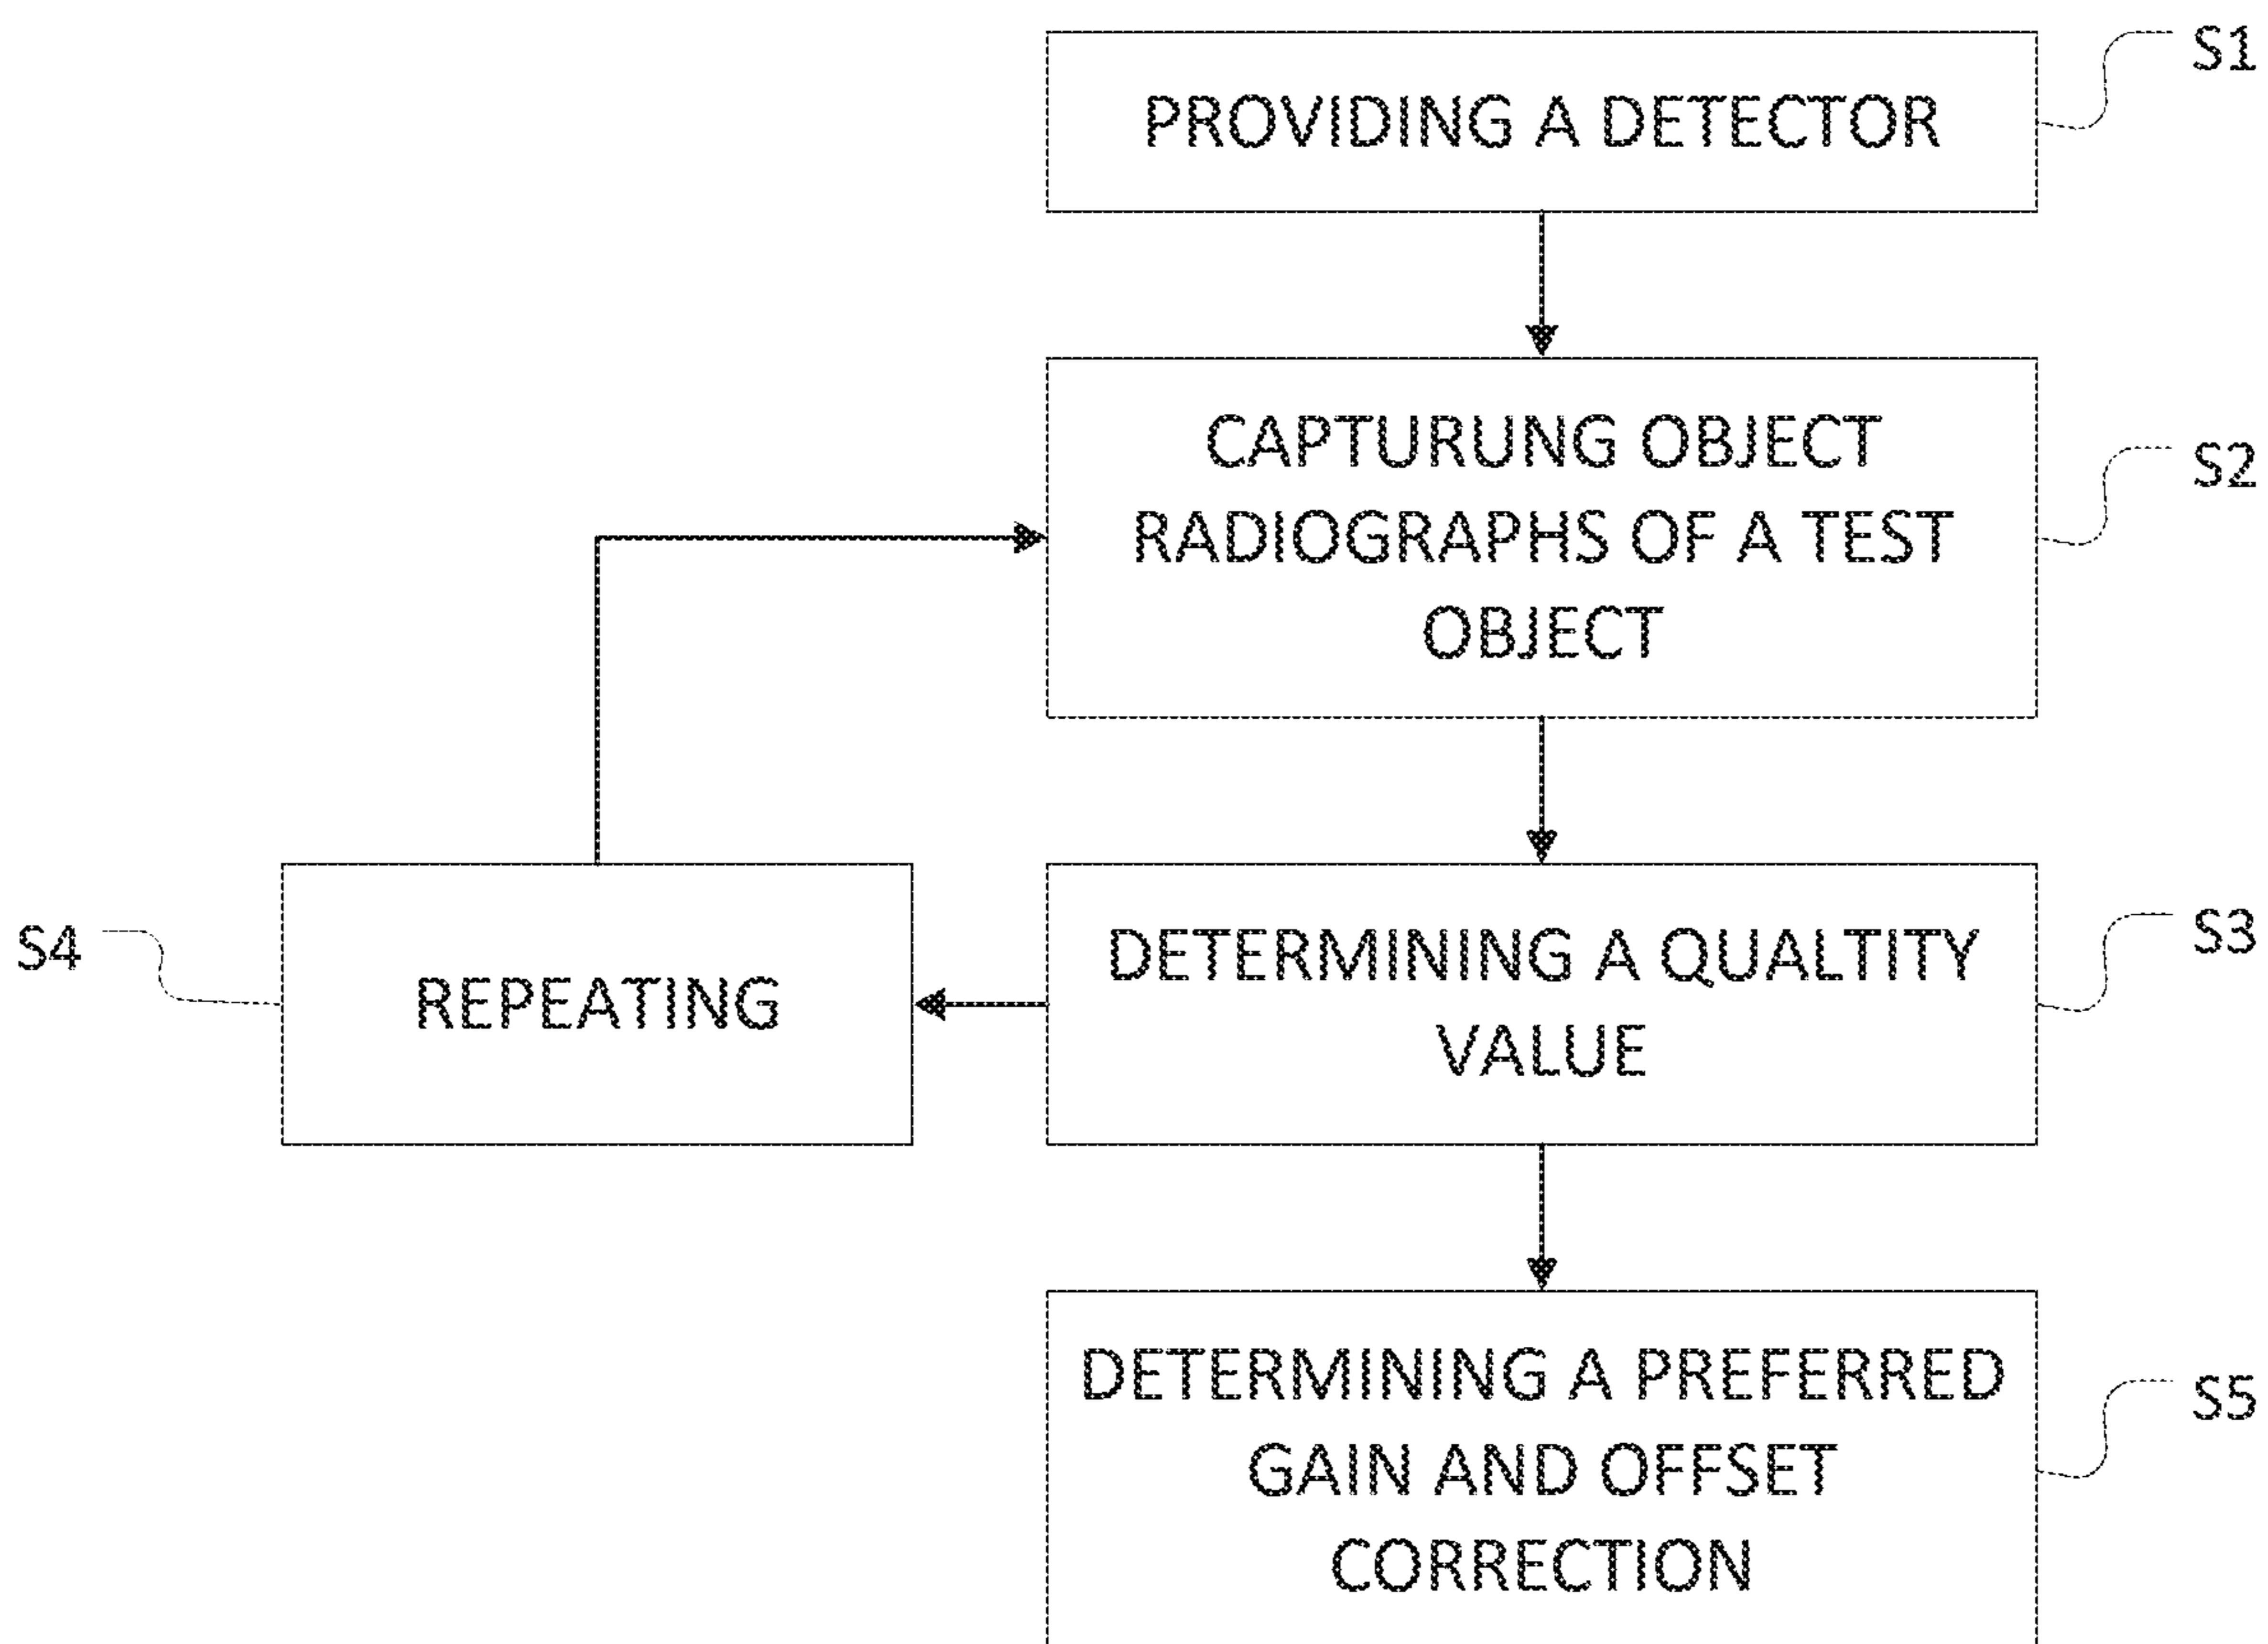 PROVIDING A DETECTOR
S1
CAPTURUNG OBJECT
RADIOGRAPHS OF A TEST
OBJECT
S2
S4
REPEATING
DETERMINING A QUALTITY
VALUE
S3
DETERMINING A PREFERRED
GAIN AND OFFSET
CORRECTION
S5